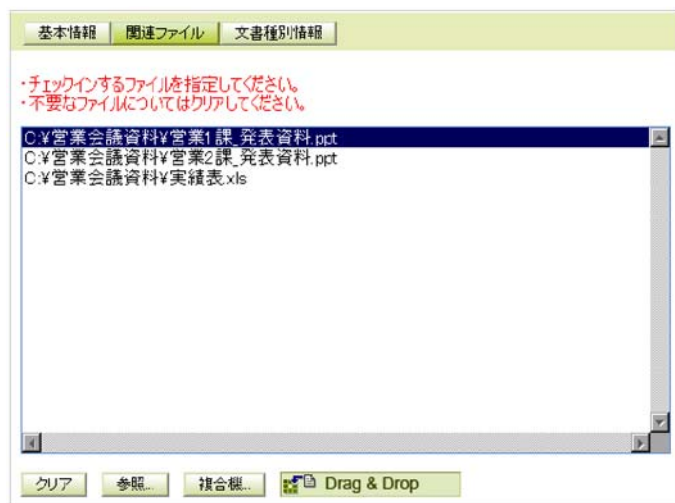 基本情報 関連ファイル 文書種別情報
・チェックインするファイルを指定してください。
・不要なファイルについてはクリアしてください。
C:¥営業会議資料¥営業1課_発表資料.ppt
C:¥営業会議資料¥営業2課_発表資料.ppt
C:¥営業会議資料¥実績表.xls
クリア 参照... 複合機... Drag & Drop